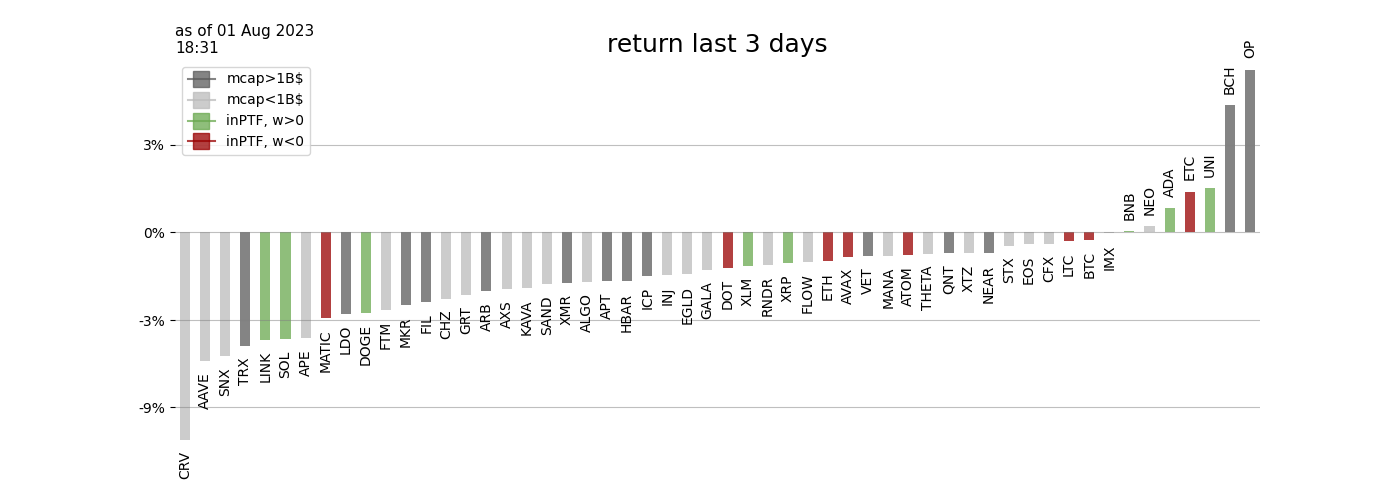 as of 01 Aug 2023
18:31
return last 3 days
mcap>1B$
mcap<1B$
inPTF, w>0
inPTF, w<0
3%
0%
-3%
-9%
CRV
AAVE
SNX
TRX
LINK
SOL
APE
MATIC
LDO
DOGE
FTM
MKR
FIL
CHZ
GRT
ARB
AXS
KAVA
SAND
XMR
ALGO
APT
HBAR
ICP
INJ
EGLD
GALA
DOT
XLM
RNDR
XRP
FLOW
ETH
AVAX
VET
MANA
ATOM
THETA
QNT
XTZ
NEAR
STX
EOS
CFX
LTC
BTC
IMX
BNB
NEO
ADA
ETC
UNI
BCH
OP